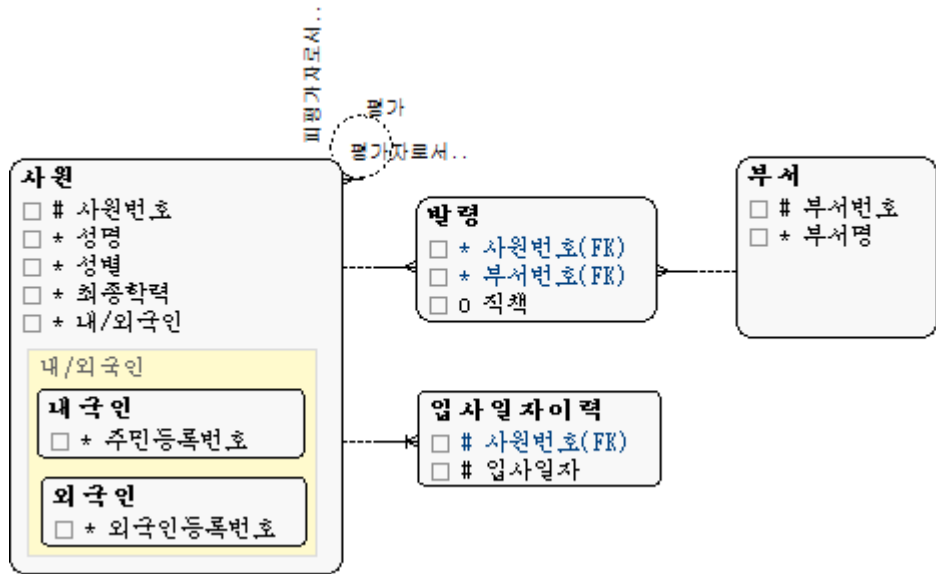 피평가자로서..
평가
평가자로서..
사원
# 사원번호
* 성명
* 성별
* 최종학력
* 내/외국인
내/외국인
내국인
* 주민등록번호
외국인
* 외국인등록번호
발령
* 사원번호(FK)
* 부서번호(FK)
o 직책
입사일자이력
# 사원번호(FK)
# 입사일자
부서
# 부서번호
* 부서명